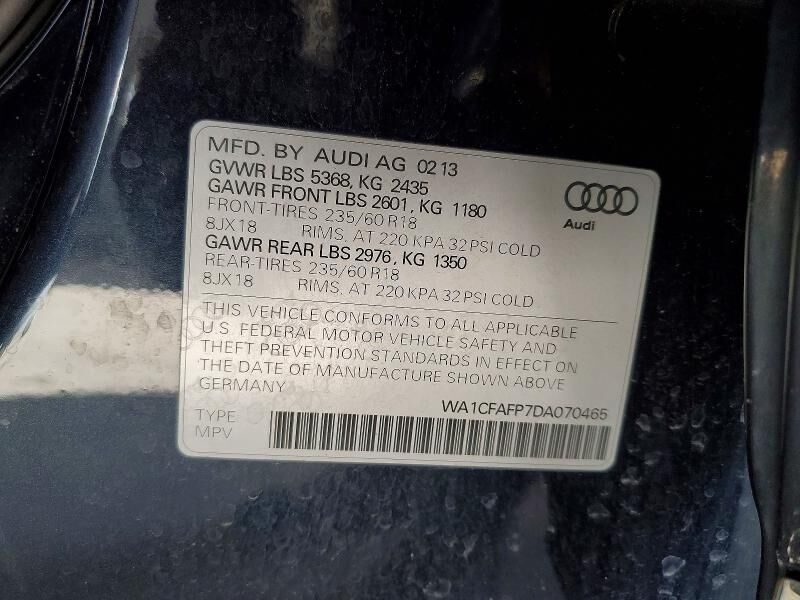 MFD. BY AUDI AG 02 13
GVWR LBS 5368, KG 2435
GAWR FRONT LBS 2601, KG 1180
FRONT-TIRES 235/60 R18
8JX18 RIMS, AT 220 KPA 32 PSI COLD
GAWR REAR LBS 2976, KG 1350
REAR-TIRES 235/60 R18
8JX18 RIMS, AT 220 KPA 32 PSI COLD
Audi
THIS VEHICLE CONFORMS TO ALL APPLICABLE
U.S. FEDERAL MOTOR VEHICLE SAFETY AND
THEFT PREVENTION STANDARDS IN EFFECT ON
THE DATE OF MANUFACTURE SHOWN ABOVE
GERMANY
WA1CFAFP7DA070465
TYPE
MPV